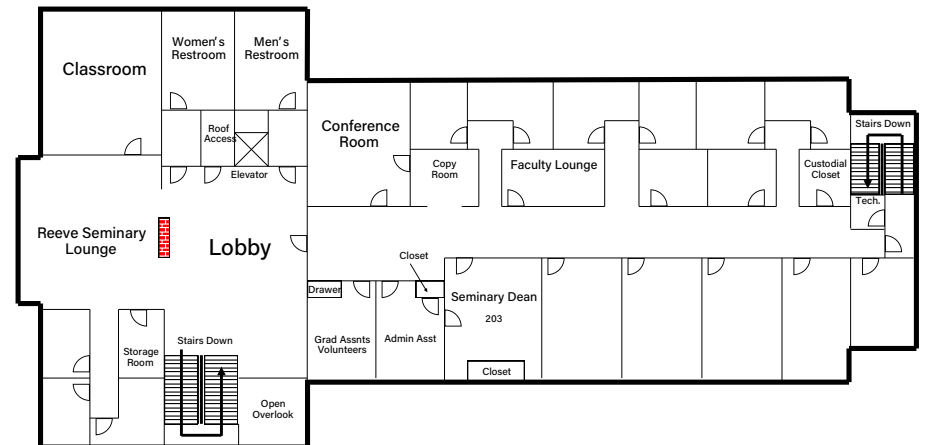 Women's
Restroom
Men's
Restroom
Classroom
Roof
Access
Elevator
Conference
Room
Copy
Room
Faculty Lounge
Stairs Down
Custodial
Closet
Tech.
Reeve Seminary
Lounge
Lobby
Closet
Drawer
Seminary Dean
203
Grad Assnts
Volunteers
Admin Asst
Closet
Storage
Room
Stairs Down
Open
Overlook